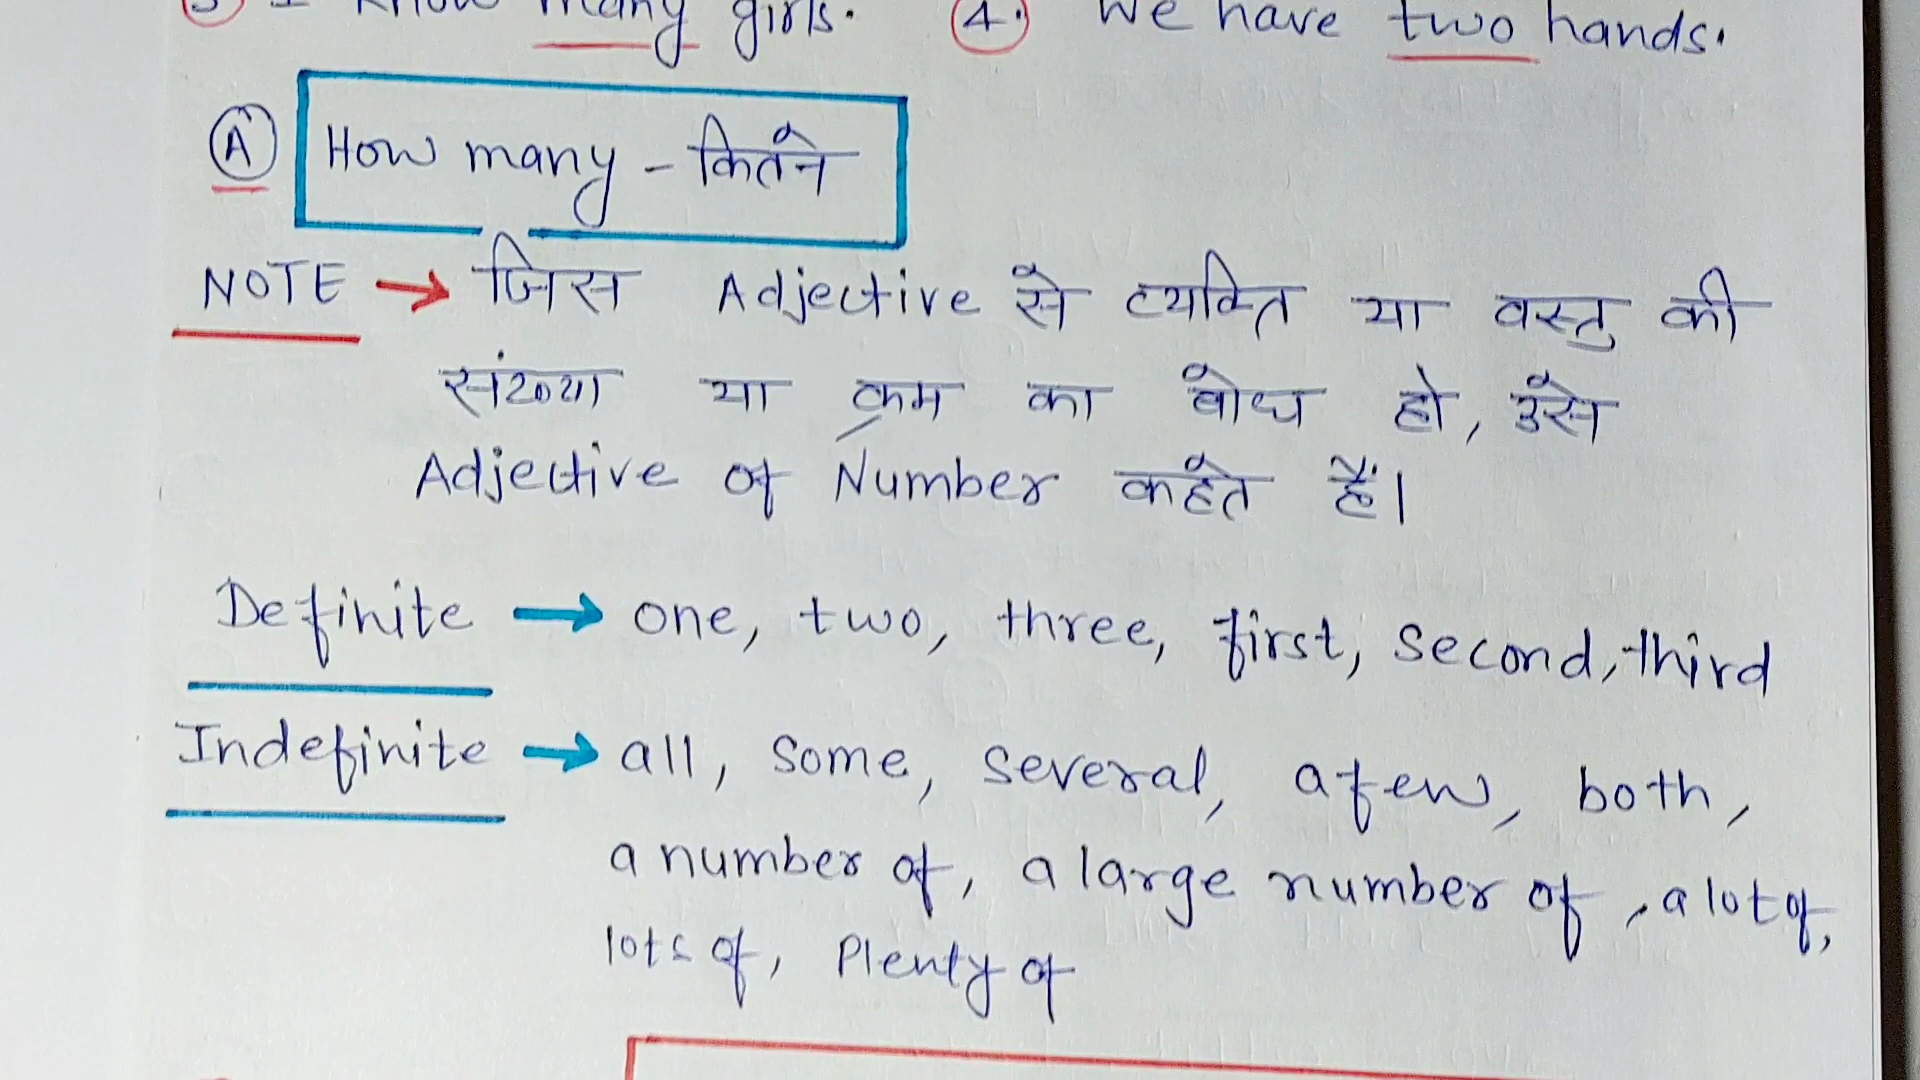 3 I know many girls. 4. We have two hands.
A How many - कितने
NOTE → जिस Adjective से व्यक्ति या वस्तु की
संख्या या क्रम का बोध हो, उसे
Adjective of Number कहते हैं।
Definite → one, two, three, first, second, third
Indefinite → all, some, several, a few, both,
a number of, a large number of, a lot of,
lots of, Plenty of